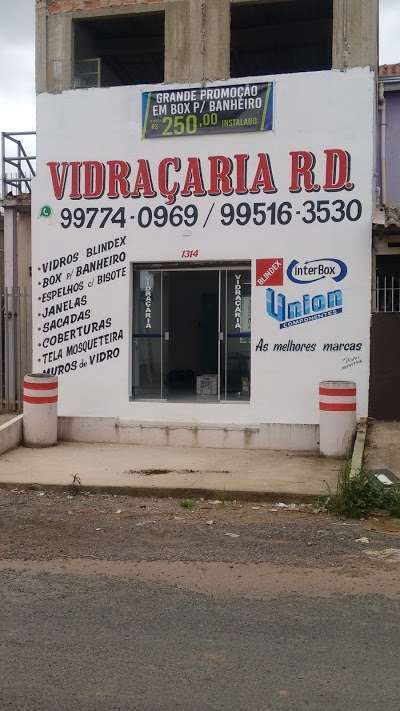 GRANDE PROMOÇÃO
EM BOX P/ BANHEIRO
R$ 250,00 INSTALADO
VIDRAÇARIA R.D.
99774-0969 / 99516-3530
1314
• VIDROS BLINDEX
• BOX P/ BANHEIRO
• ESPELHOS C/ BISOTE
• JANELAS
• SACADAS
• COBERTURAS
• TELA MOSQUETEIRA
• MUROS DE VIDRO
VIDRAÇARIA
VIDRAÇARIA
BLINDEX
interBox
Union
COMPONENTES
As melhores marcas